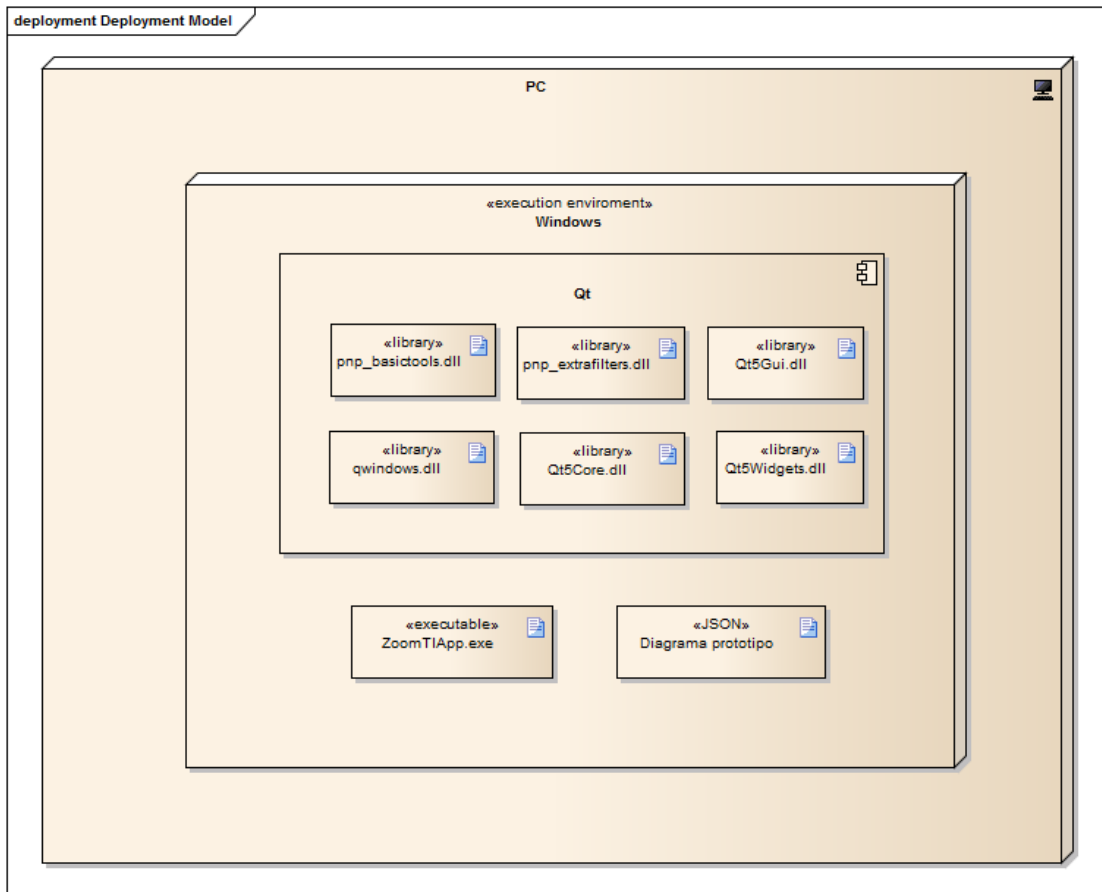 deployment Deployment Model
PC
«execution enviroment»
Windows
Qt
«library»
pnp_basictools.dll
«library»
pnp_extrafilters.dll
«library»
Qt5Gui.dll
«library»
qwindows.dll
«library»
Qt5Core.dll
«library»
Qt5Widgets.dll
«executable»
ZoomTIApp.exe
«JSON»
Diagrama prototipo